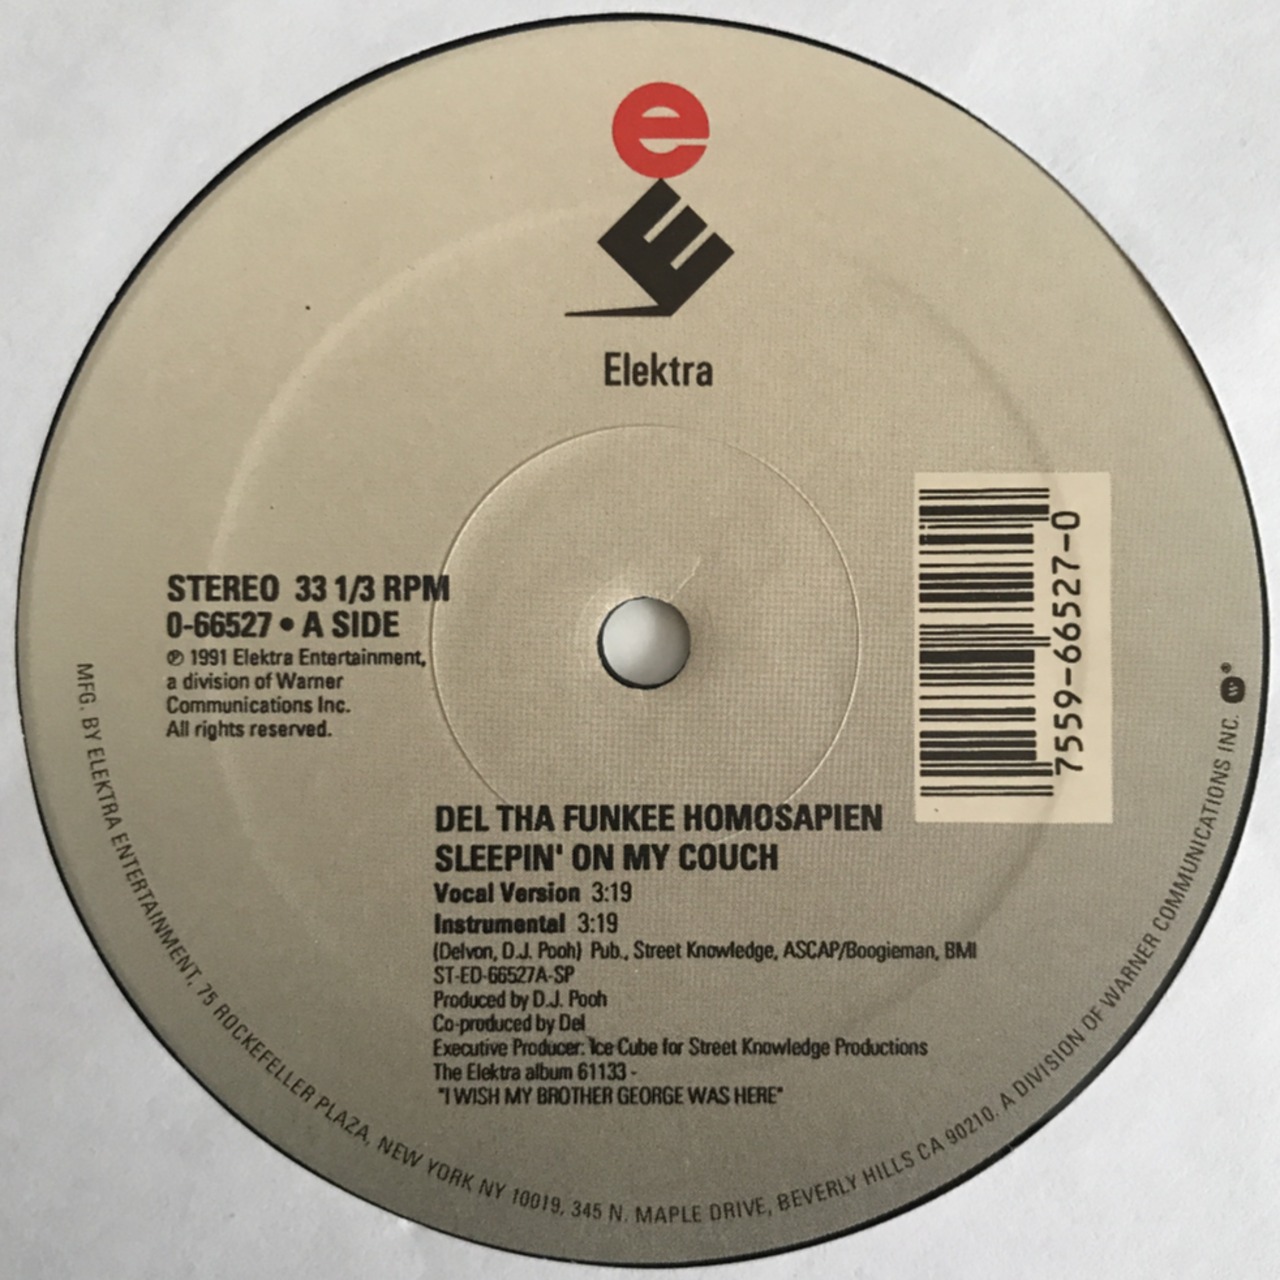 e
E
Elektra
STEREO 33 1/3 RPM
0-66527 • A SIDE
℗ 1991 Elektra Entertainment,
a division of Warner
Communications Inc.
All rights reserved.
7559-66527-0
DEL THA FUNKEE HOMOSAPIEN
SLEEPIN' ON MY COUCH
Vocal Version 3:19
Instrumental 3:19
(Delvon, D.J. Pooh) Pub., Street Knowledge, ASCAP/Boogieman, BMI
ST-ED-66527A-SP
Produced by D.J. Pooh
Co-produced by Del
Executive Producer: Ice Cube for Street Knowledge Productions
The Elektra album 61133 -
"I WISH MY BROTHER GEORGE WAS HERE"
MFG. BY ELEKTRA ENTERTAINMENT, 75 ROCKEFELLER PLAZA, NEW YORK NY 10019, 345 N. MAPLE DRIVE, BEVERLY HILLS CA 90210. A DIVISION OF WARNER COMMUNICATIONS INC. ®